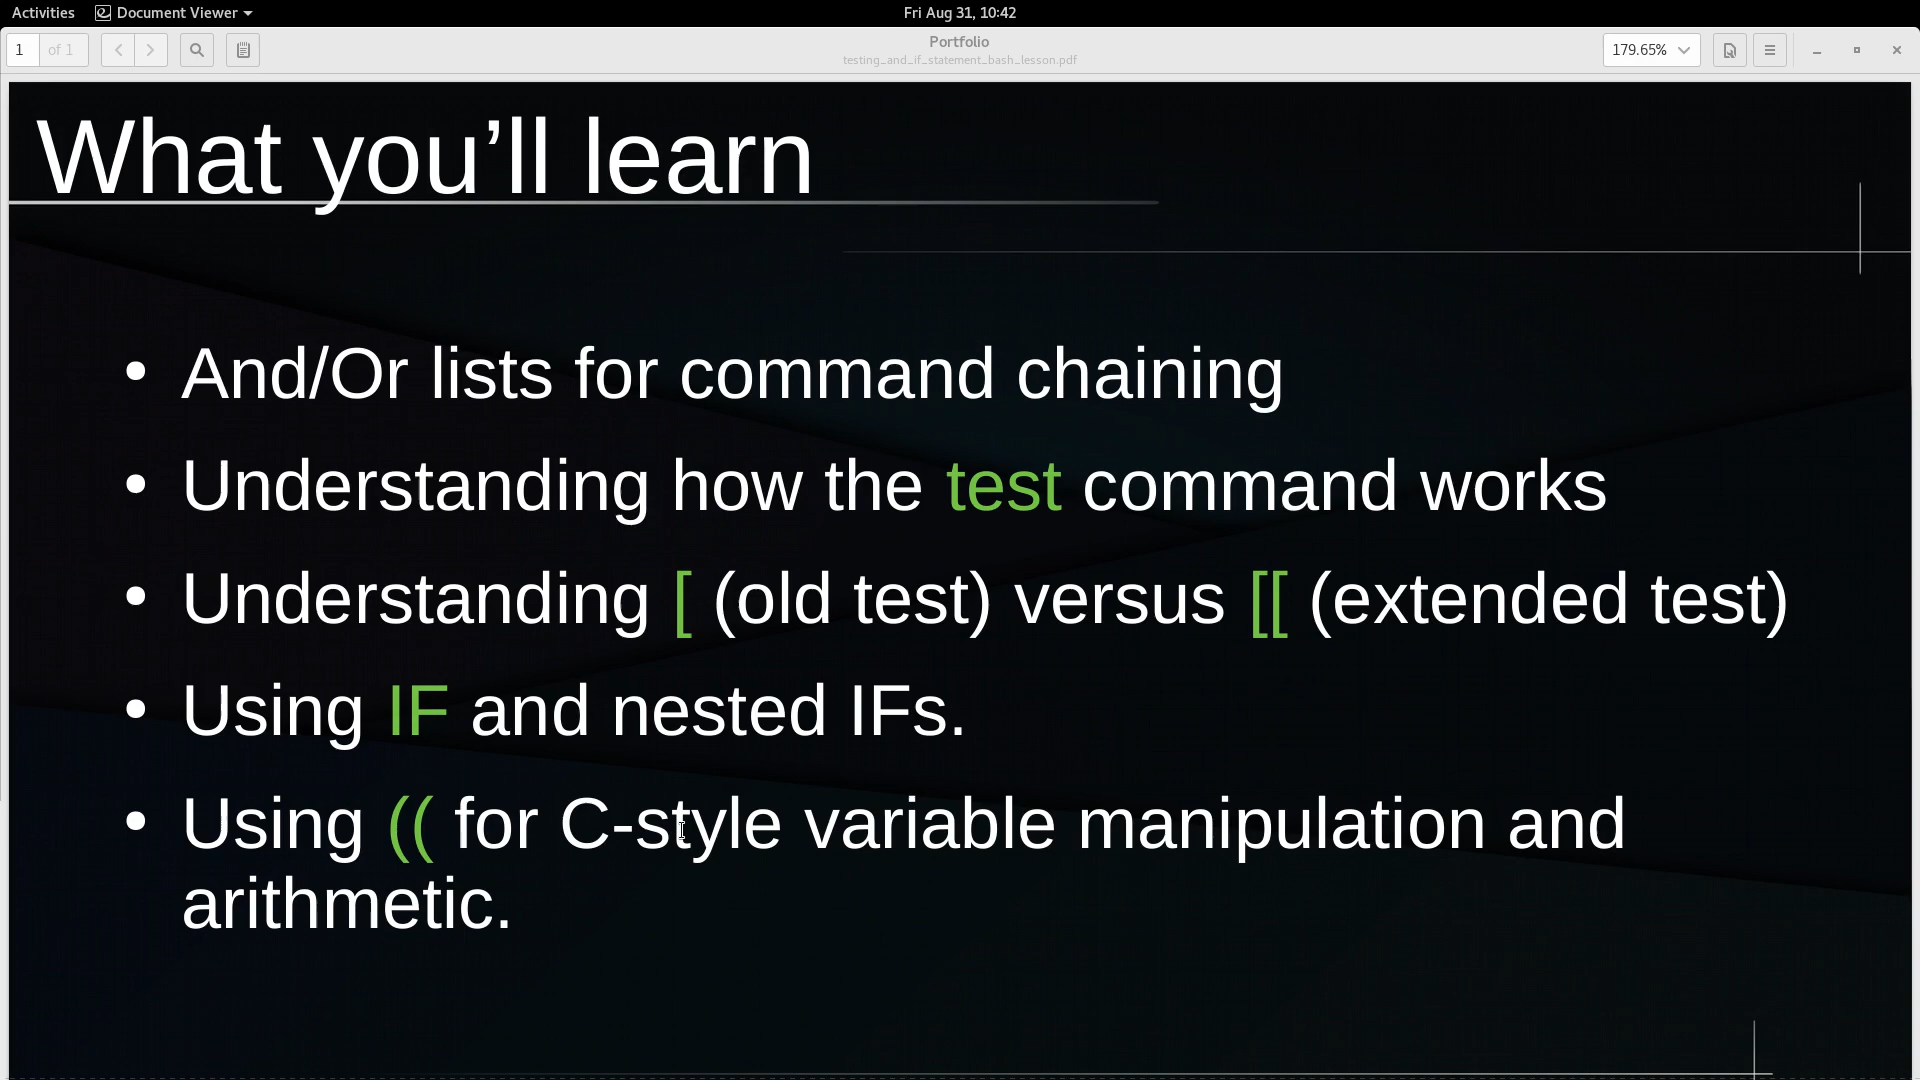 Activities Document Viewer Fri Aug 31, 10:42
1 of 1 Portfolio 179.65%
testing_and_if_statement_bash_lesson.pdf
What you’ll learn
• And/Or lists for command chaining
• Understanding how the test command works
• Understanding [ (old test) versus [[ (extended test)
• Using IF and nested IFs.
• Using (( for C-style variable manipulation and
arithmetic.